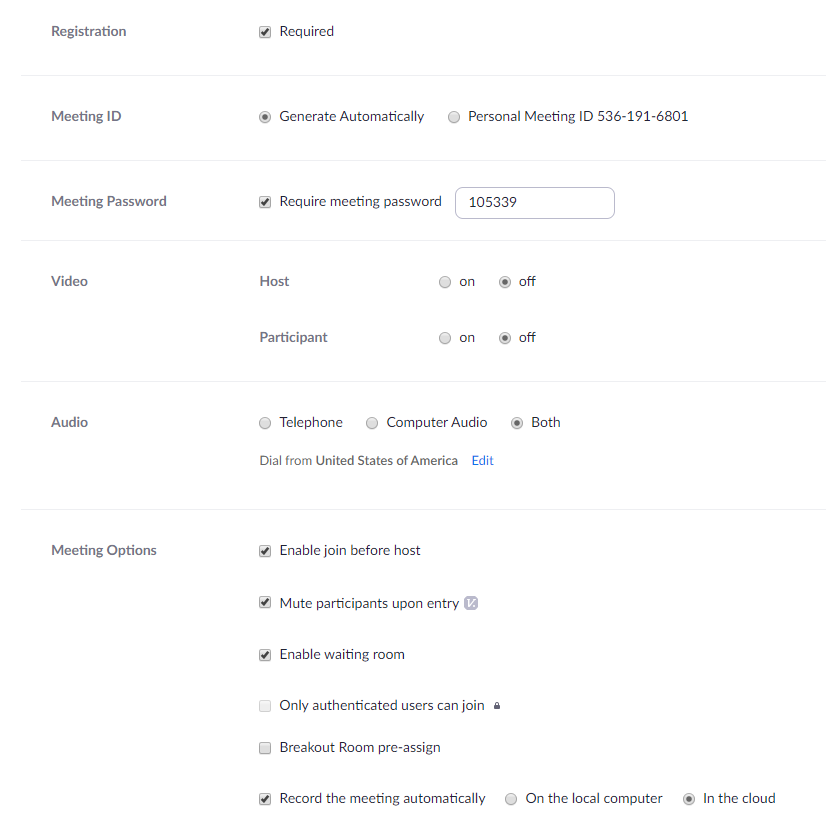 Registration Required
Meeting ID Generate Automatically Personal Meeting ID 536-191-6801
Meeting Password Require meeting password 105339
Video Host on off
Participant on off
Audio Telephone Computer Audio Both
Dial from United States of America Edit
Meeting Options Enable join before host
Mute participants upon entry
Enable waiting room
Only authenticated users can join
Breakout Room pre-assign
Record the meeting automatically On the local computer In the cloud